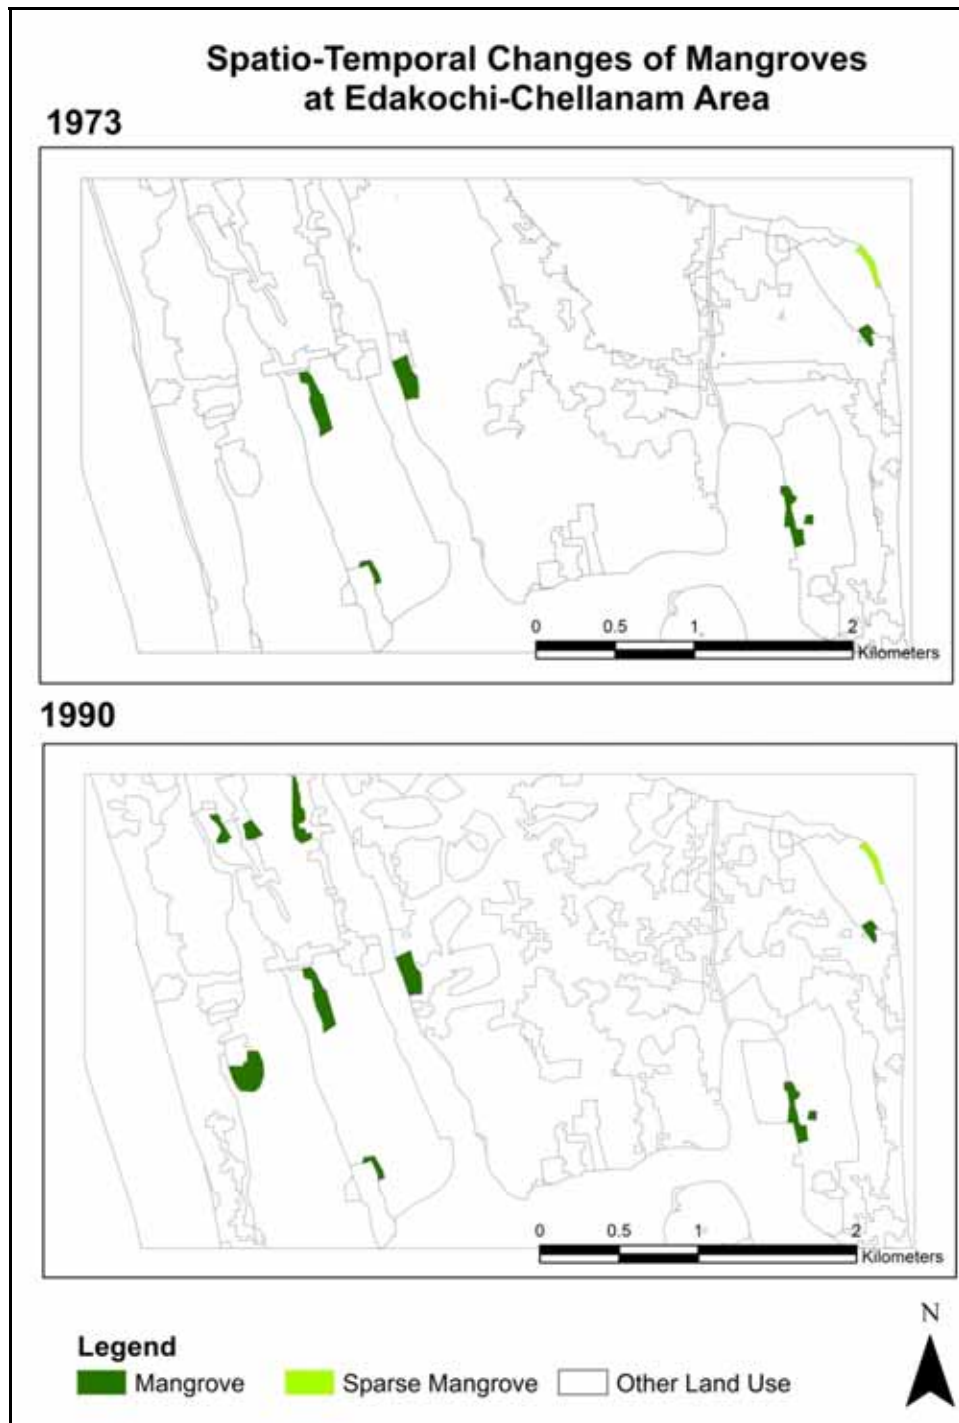 Spatio-Temporal Changes of Mangroves
at Edakochi-Chellanam Area
1973
0 0.5 1 2
Kilometers
1990
0 0.5 1 2
Kilometers
N
Legend
Mangrove Sparse Mangrove Other Land Use